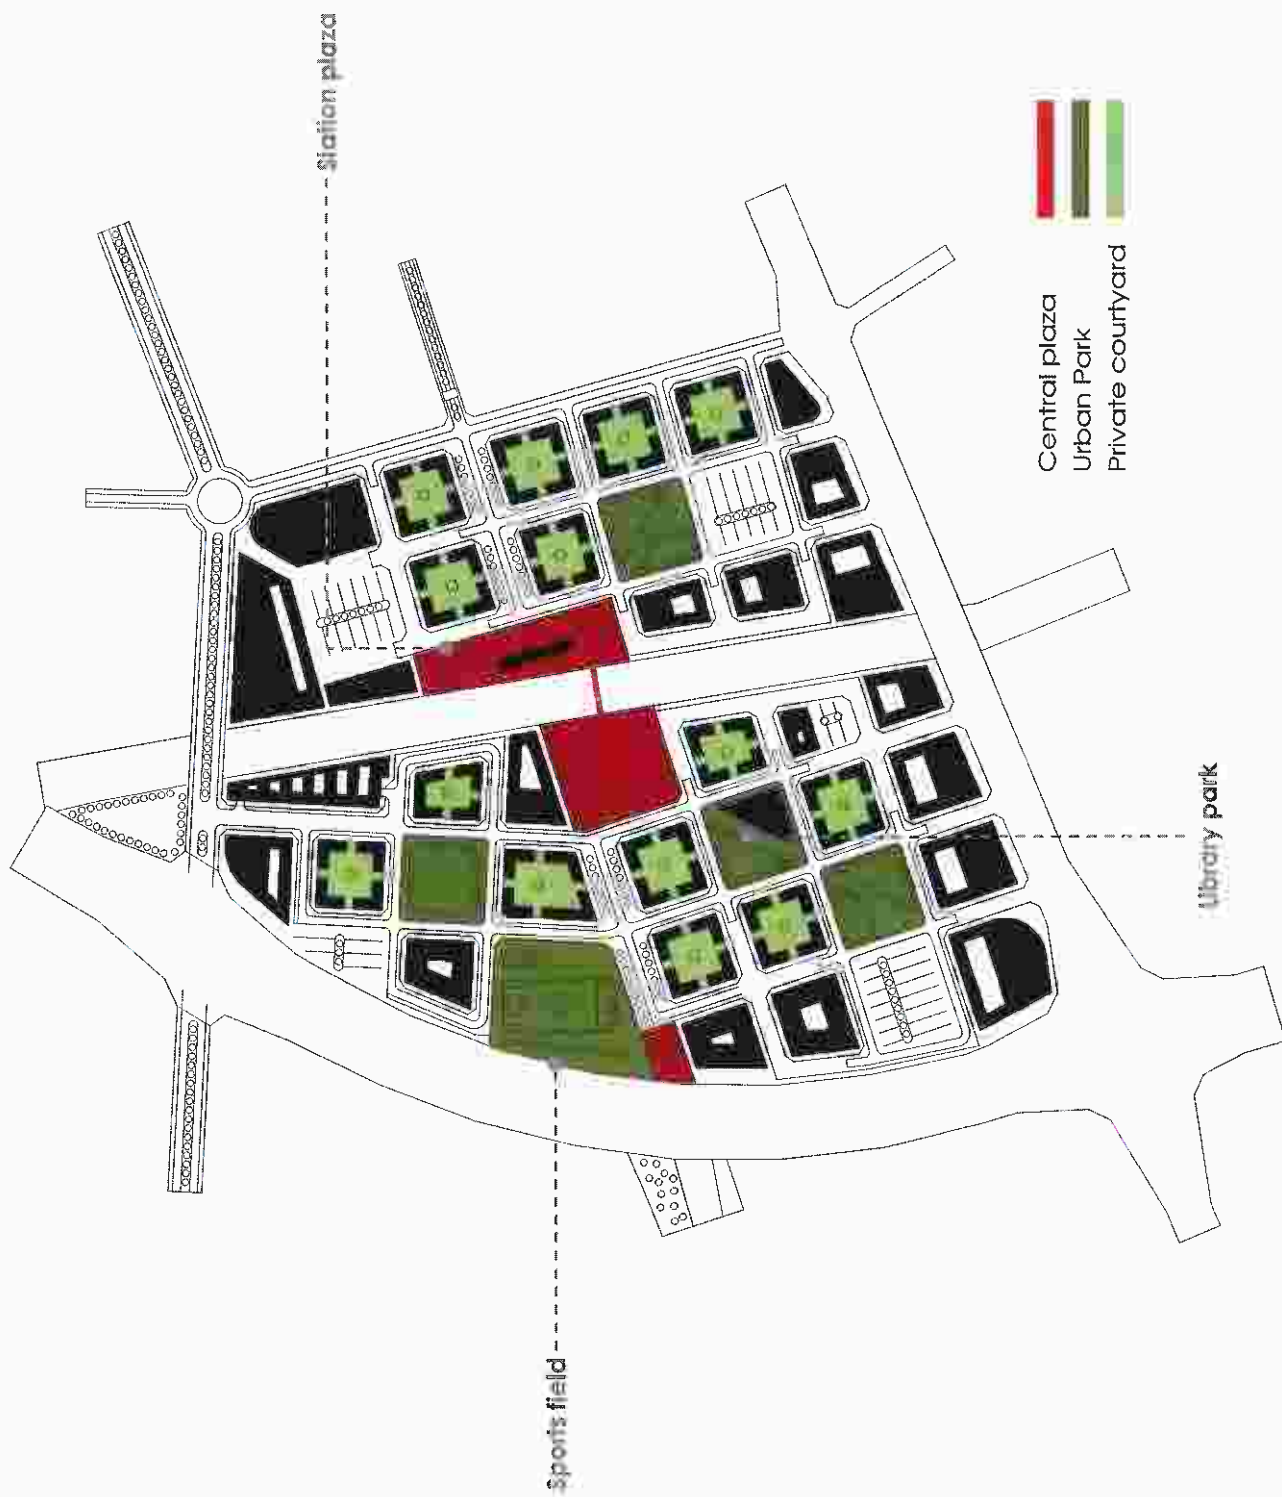 Station plaza
Central plaza
Urban Park
Private courtyard
Library park
Sports field